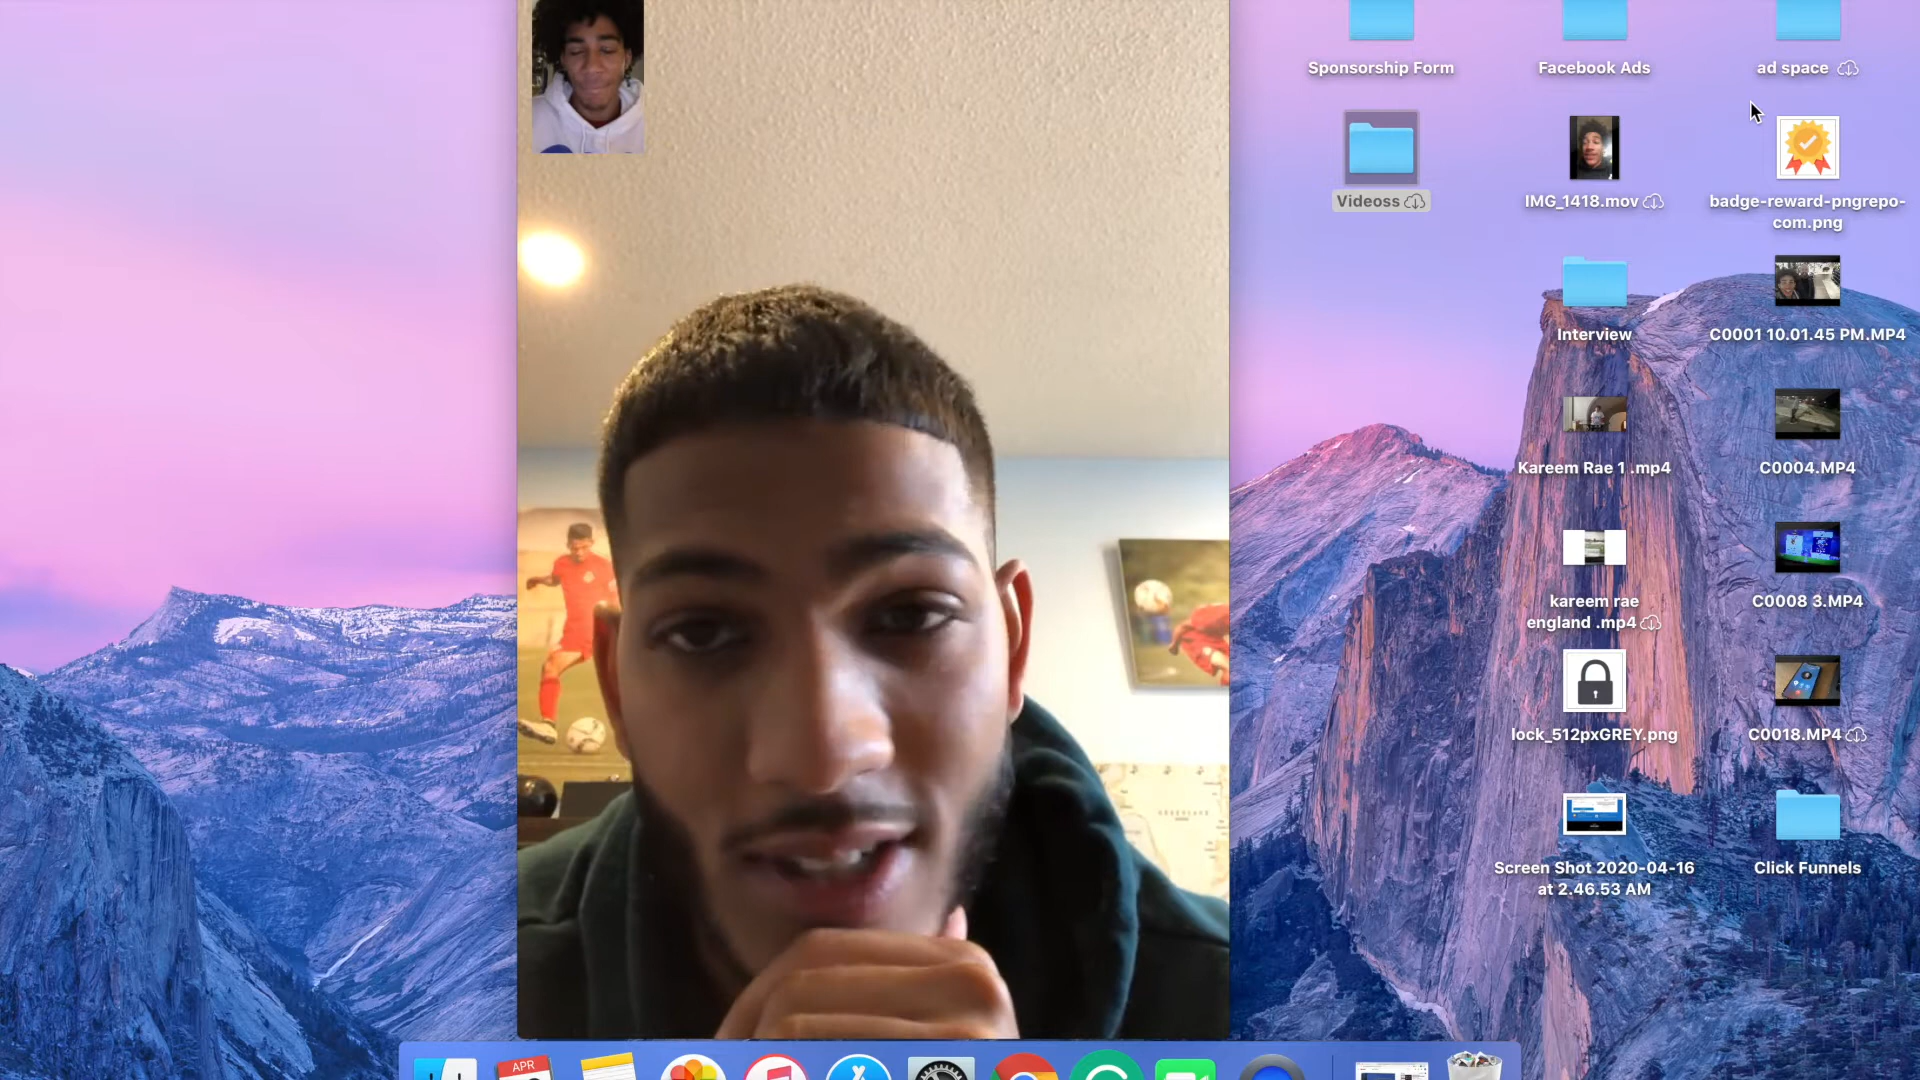 Sponsorship Form
Facebook Ads
ad space
Videoss
IMG_1418.mov
badge-reward-pngrepo-
com.png
Interview
C0001 10.01.45 PM.MP4
Kareem Rae 1 .mp4
C0004.MP4
kareem rae
england .mp4
C0008 3.MP4
lock_512pxGREY.png
C0018.MP4
Screen Shot 2020-04-16
at 2.46.53 AM
Click Funnels
APR